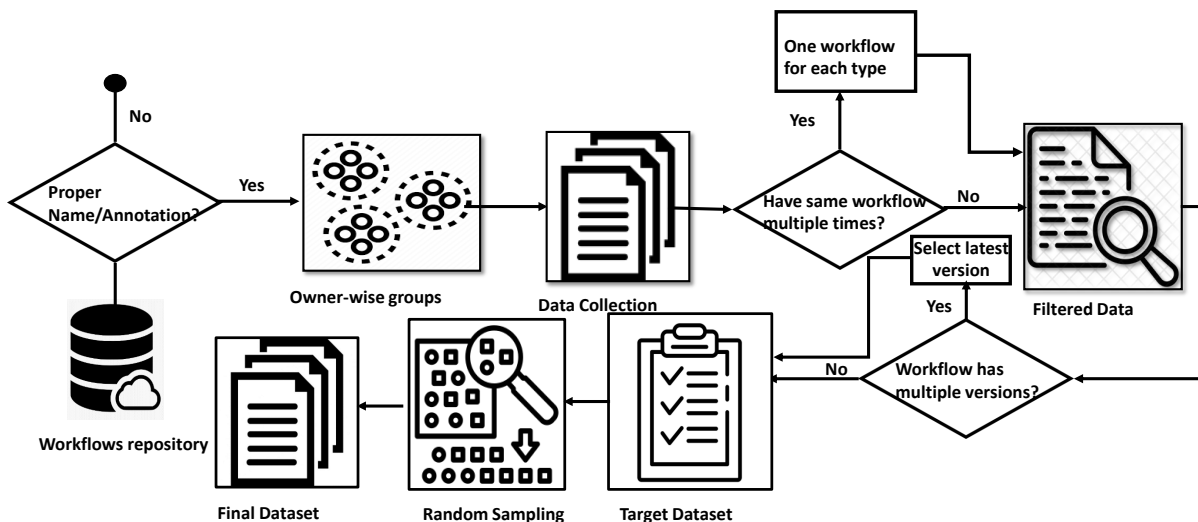 No
Proper
Name/Annotation?
Yes
Workflows repository
Owner-wise groups
Data Collection
One workflow
for each type
Yes
Have same workflow
multiple times?
No
Filtered Data
Select latest
version
Yes
Workflow has
multiple versions?
No
Target Dataset
Random Sampling
Final Dataset